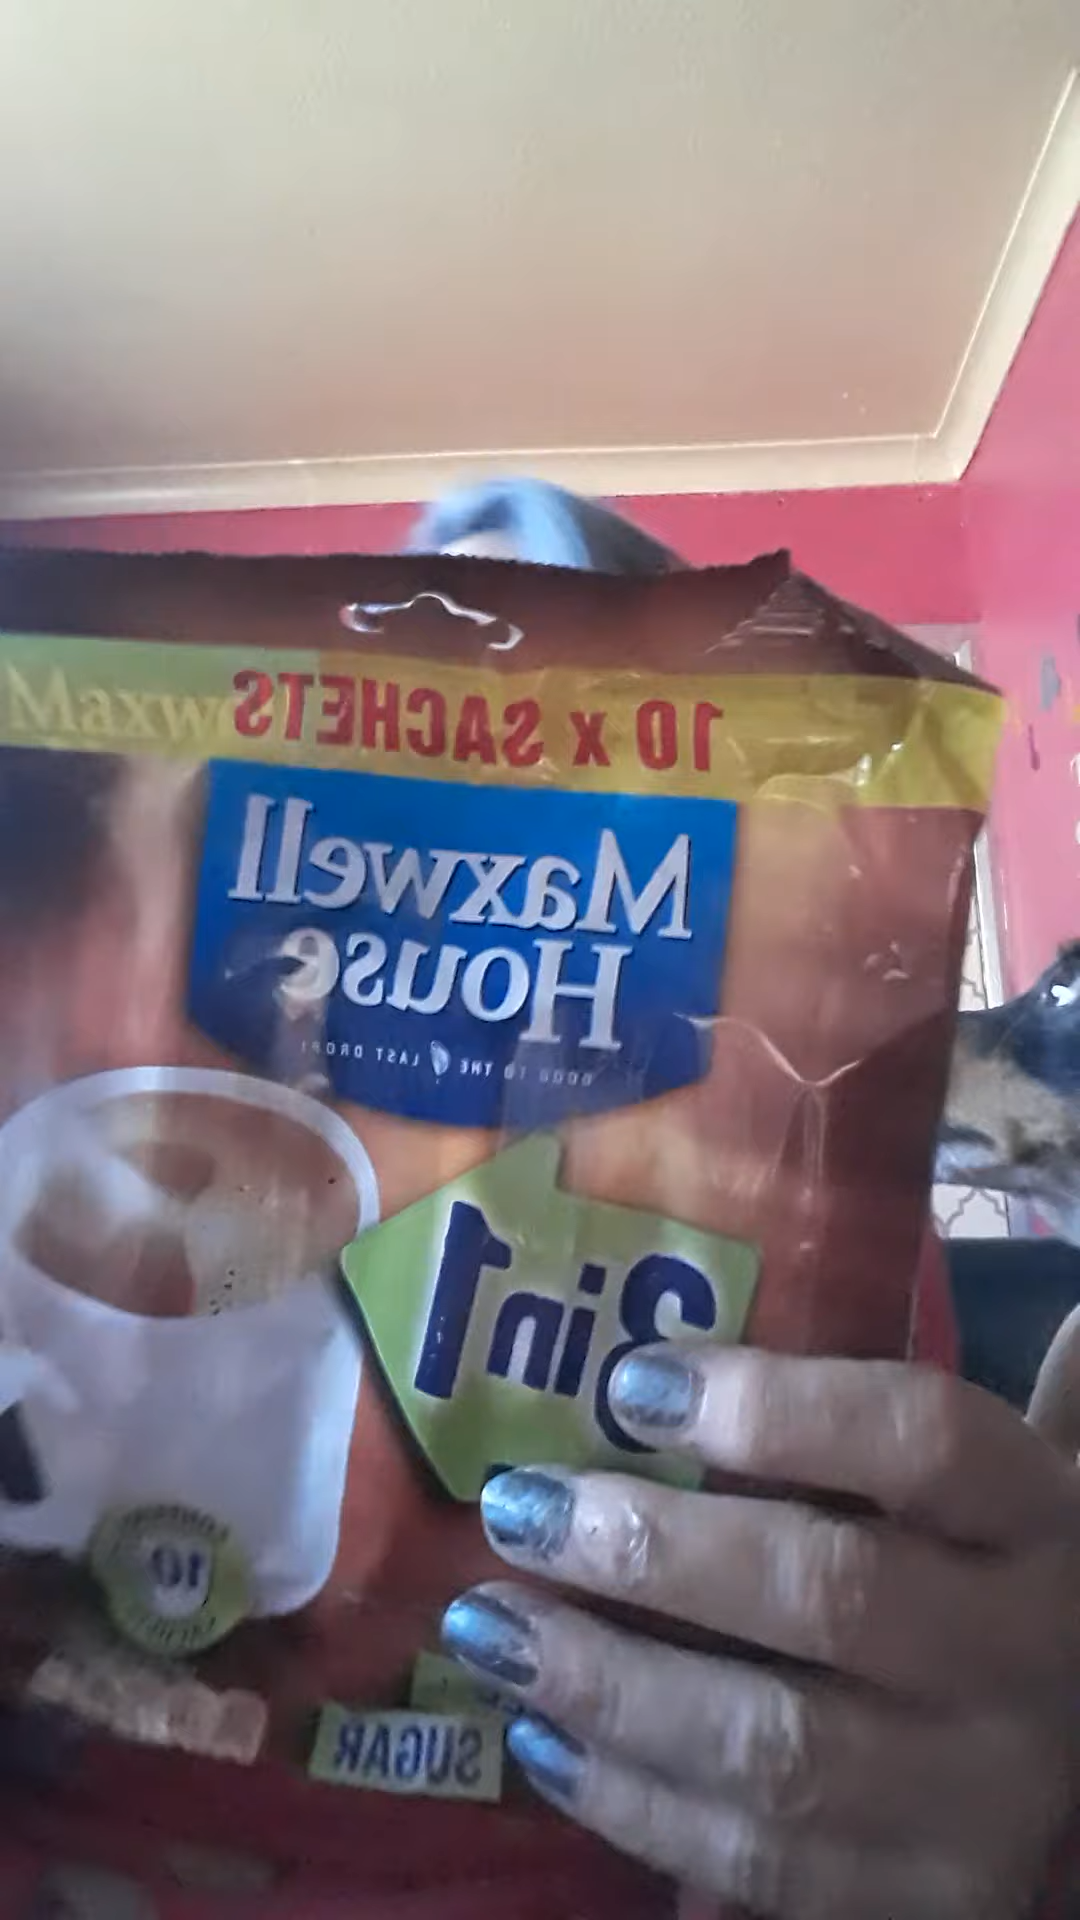 10 x SACHETS
Maxw
Maxwell
House
GOOD TO THE LAST DROP!
3in1
10
SUGAR